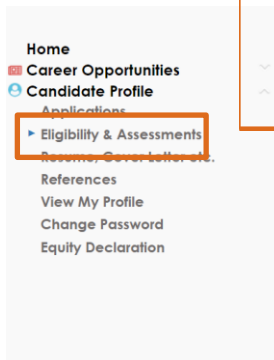 Home
Career Opportunities
Candidate Profile
Applications
Eligibility & Assessments
Resume, Cover Letter etc.
References
View My Profile
Change Password
Equity Declaration